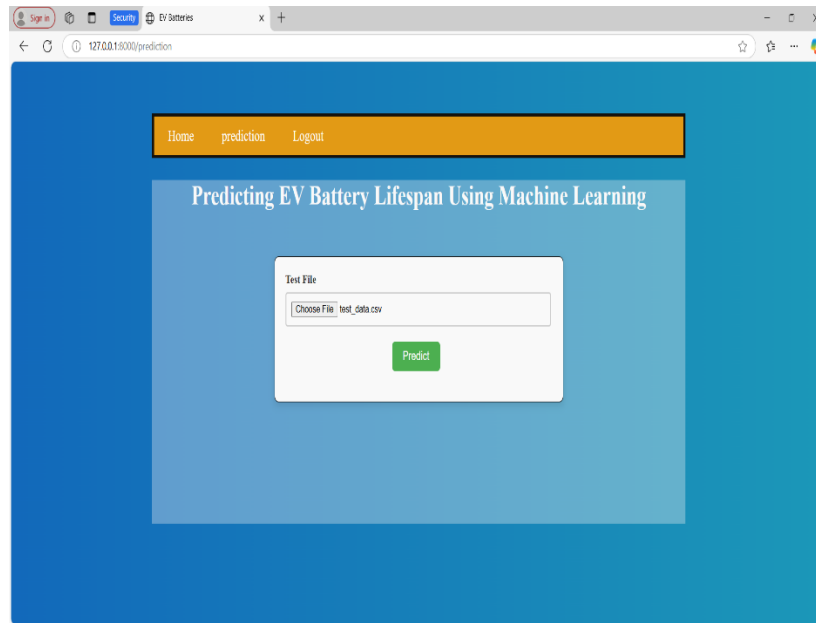 Sign in Security EV Batteries
127.0.0.1:8000/prediction
Home prediction Logout
Predicting EV Battery Lifespan Using Machine Learning
Test File
Choose File test_data.csv
Predict